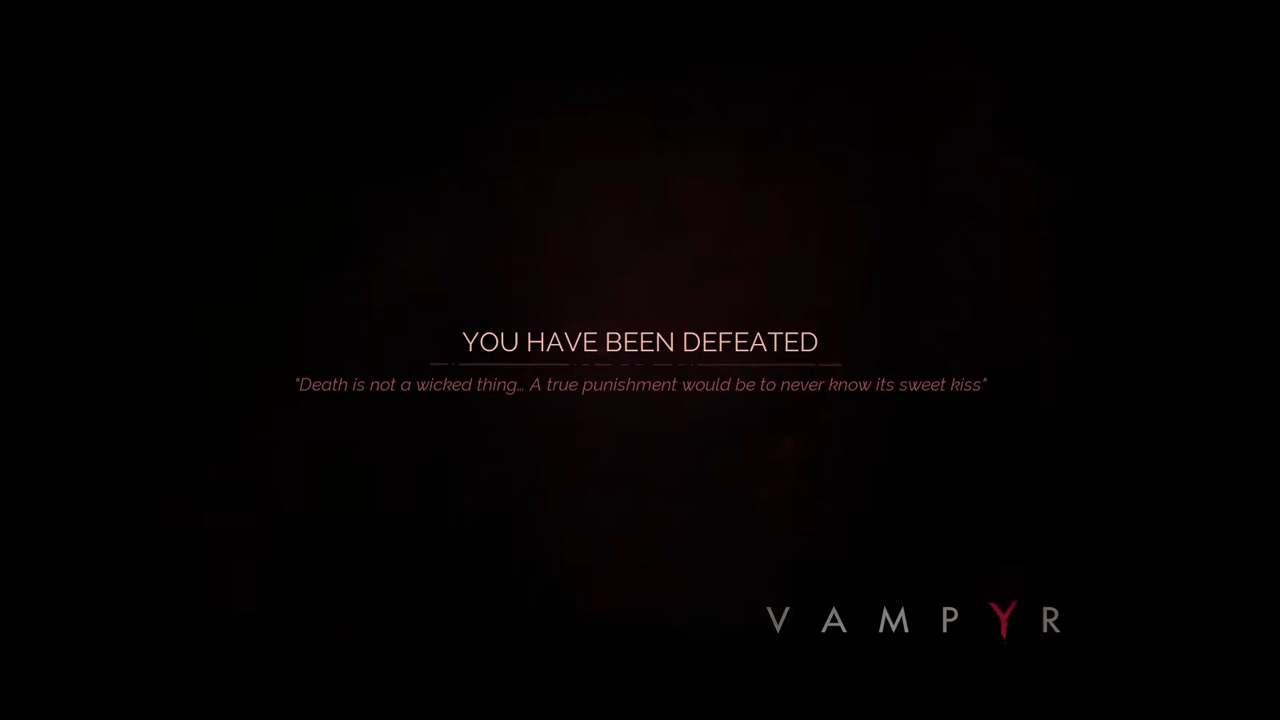 YOU HAVE BEEN DEFEATED
"Death is not a wicked thing... A true punishment would be to never know its sweet kiss"
VAMPYR